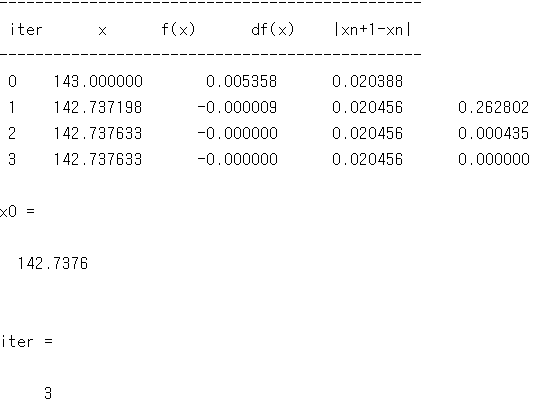 ------------------------------------------------
iter x f(x) df(x) |xn+1-xn|
------------------------------------------------
0 143.000000 0.005358 0.020388
1 142.737198 -0.000009 0.020456 0.262802
2 142.737633 -0.000000 0.020456 0.000435
3 142.737633 -0.000000 0.020456 0.000000
x0 =
142.7376
iter =
3